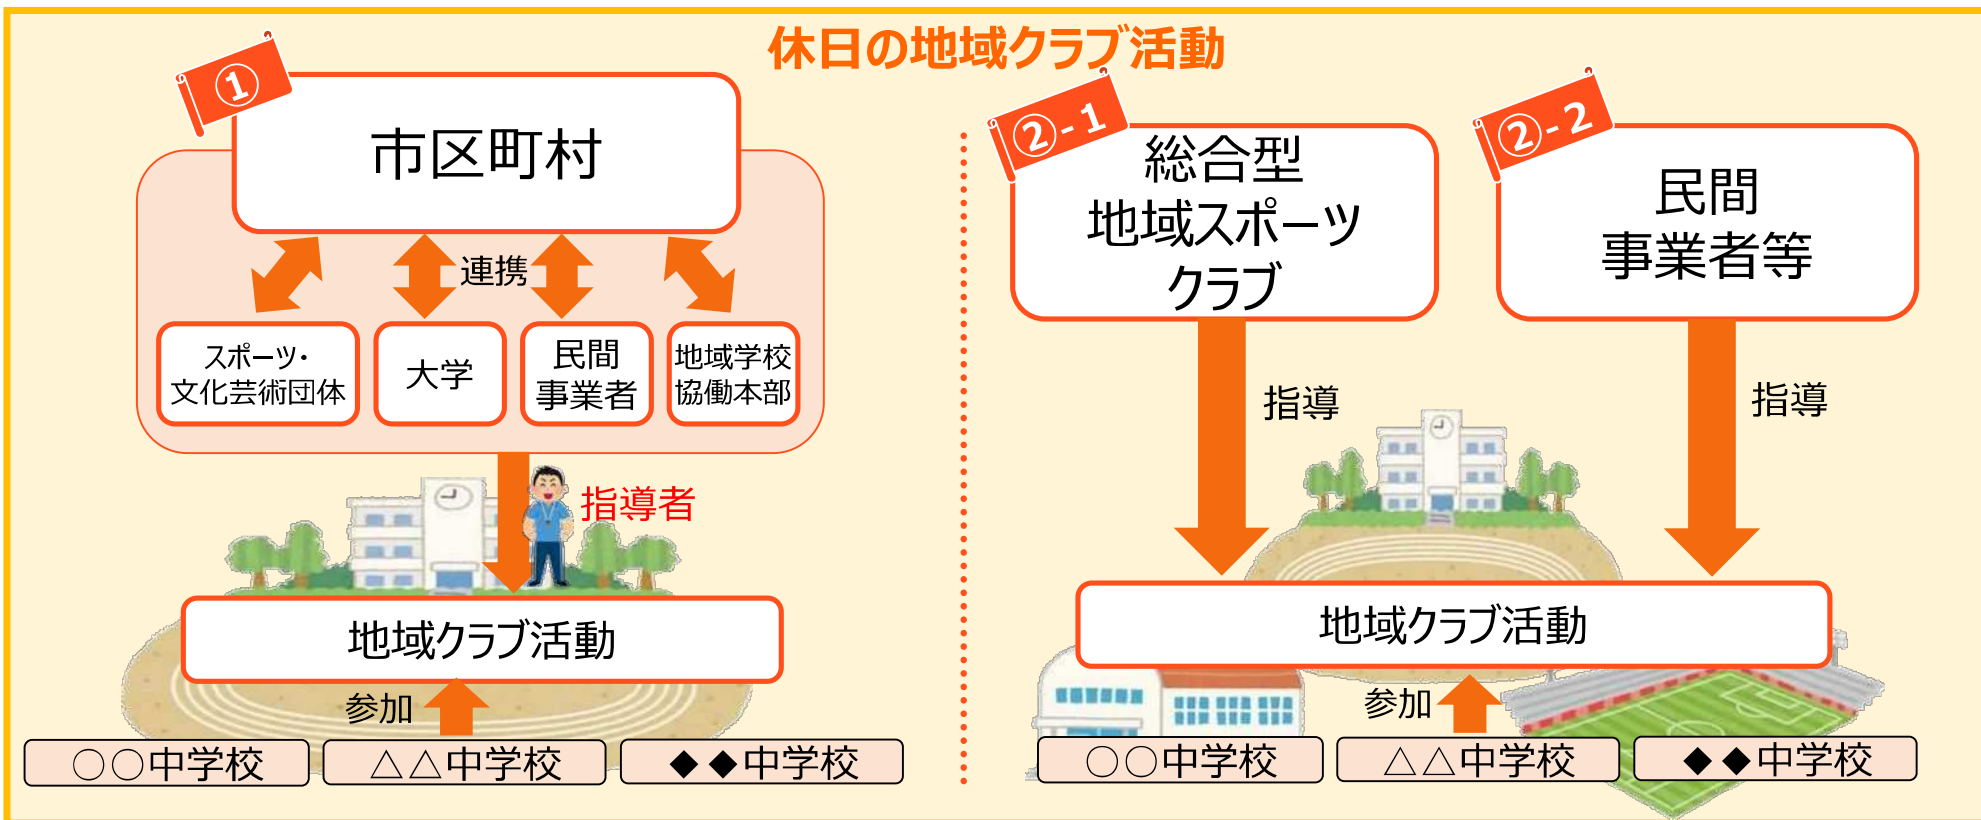 休日の地域クラブ活動
①
市区町村
連携
スポーツ・
文化芸術団体
大学
民間
事業者
地域学校
協働本部
指導者
地域クラブ活動
参加
○○中学校
△△中学校
◆◆中学校
②-1
総合型
地域スポーツ
クラブ
指導
②-2
民間
事業者等
指導
地域クラブ活動
参加
○○中学校
△△中学校
◆◆中学校